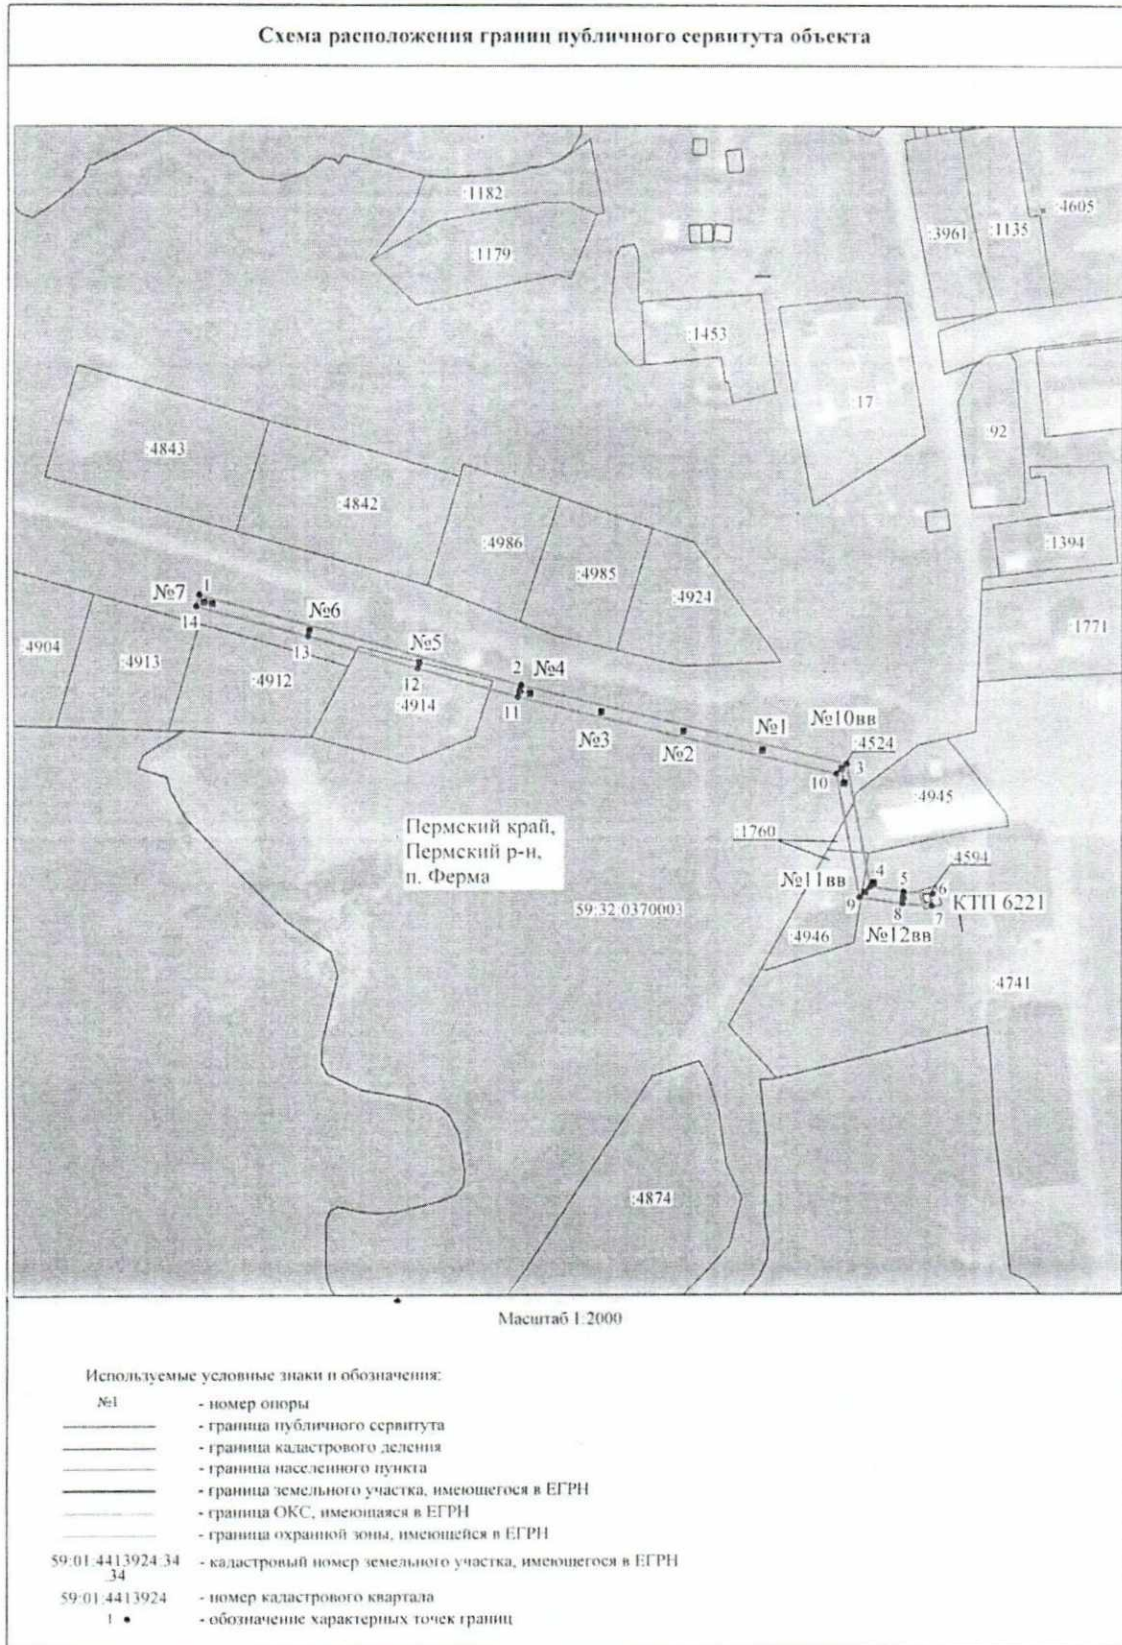 Схема расположения границ публичного сервитута объекта
:1182
:4605
:3961
:1135
:1179
:1453
:17
:92
:4843
:4842
:4986
:4985
:1394
:4924
№7
1
14
№6
13
:4904
:4913
:4912
№5
12
:4914
2
№4
11
:1771
№3
№2
№1
№10вв
:4524
3
10
:4945
Пермский край,
Пермский р-н,
п. Ферма
:1760
№11вв
4
5
:4594
6
КТП 6221
9
8
7
59:32:0370003
:4946
№12вв
:4741
:4874
Масштаб 1:2000
Используемые условные знаки и обозначения:
№1 - номер опоры
- граница публичного сервитута
- граница кадастрового деления
- граница населенного пункта
- граница земельного участка, имеющегося в ЕГРН
- граница ОКС, имеющаяся в ЕГРН
- граница охранной зоны, имеющейся в ЕГРН
59:01:4413924:34 - кадастровый номер земельного участка, имеющегося в ЕГРН
:34
59:01:4413924 - номер кадастрового квартала
1 • - обозначение характерных точек границ